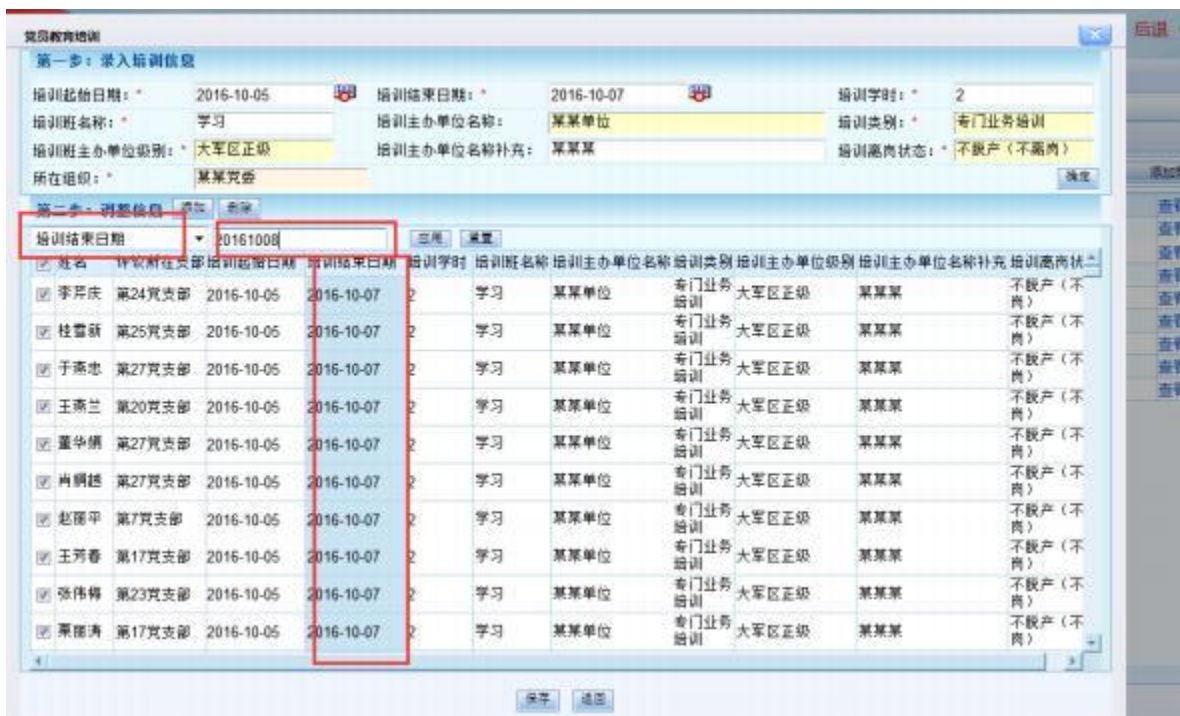 党员教育培训
后进
第一步：录入培训信息
培训起始日期：* 2016-10-05 培训结束日期：* 2016-10-07 培训学时：* 2
培训班名称：* 学习 培训主办单位名称： 某某单位 培训类别：* 专门业务培训
培训班主办单位级别：* 大军区正级 培训主办单位名称补充： 某某某 培训离岗状态：* 不脱产（不离岗）
所在组织：* 某某党委 确定
第二步：调整信息 添加 删除
培训结束日期 20161008 应用 重置
姓名 评议所在支部 培训起始日期 培训结束日期 培训学时 培训班名称 培训主办单位名称 培训类别 培训主办单位级别 培训主办单位名称补充 培训离岗状
李芹庆 第24党支部 2016-10-05 2016-10-07 2 学习 某某单位 专门业务培训 大军区正级 某某某 不脱产（不岗）
桂雪新 第25党支部 2016-10-05 2016-10-07 2 学习 某某单位 专门业务培训 大军区正级 某某某 不脱产（不岗）
于燕忠 第27党支部 2016-10-05 2016-10-07 2 学习 某某单位 专门业务培训 大军区正级 某某某 不脱产（不岗）
王燕兰 第20党支部 2016-10-05 2016-10-07 2 学习 某某单位 专门业务培训 大军区正级 某某某 不脱产（不岗）
董华娟 第27党支部 2016-10-05 2016-10-07 2 学习 某某单位 专门业务培训 大军区正级 某某某 不脱产（不岗）
肖鹏越 第27党支部 2016-10-05 2016-10-07 2 学习 某某单位 专门业务培训 大军区正级 某某某 不脱产（不岗）
赵丽平 第7党支部 2016-10-05 2016-10-07 2 学习 某某单位 专门业务培训 大军区正级 某某某 不脱产（不岗）
王芳春 第17党支部 2016-10-05 2016-10-07 2 学习 某某单位 专门业务培训 大军区正级 某某某 不脱产（不岗）
张伟梅 第23党支部 2016-10-05 2016-10-07 2 学习 某某单位 专门业务培训 大军区正级 某某某 不脱产（不岗）
栗丽涛 第17党支部 2016-10-05 2016-10-07 2 学习 某某单位 专门业务培训 大军区正级 某某某 不脱产（不岗）
保存 退回